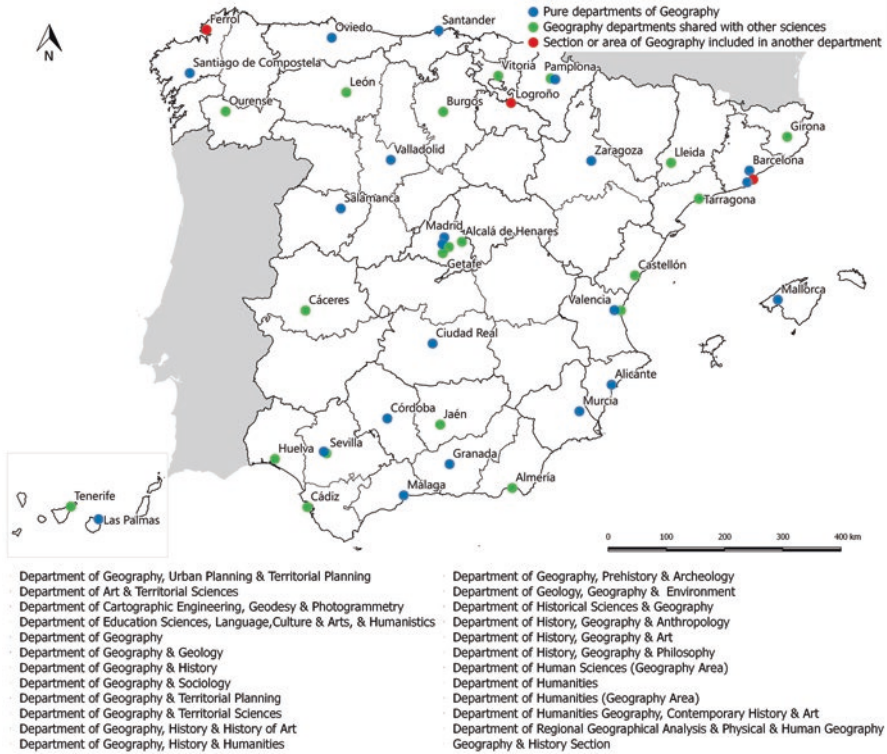 Pure departments of Geography
Geography departments shared with other sciences
Section or area of Geography included in another department
N
Ferrol
Oviedo
Santander
Santiago de Compostela
Vitoria
Pamplona
León
Logroño
Ourense
Burgos
Girona
Valladolid
Zaragoza
Lleida
Barcelona
Salamanca
Tarragona
Madrid
Alcalá de Henares
Getafe
Castellón
Cáceres
Valencia
Mallorca
Ciudad Real
Alicante
Córdoba
Jaén
Murcia
Huelva
Sevilla
Granada
Almería
Cádiz
Màlaga
Tenerife
Las Palmas
0 100 200 300 400 km
Department of Geography, Urban Planning & Territorial Planning
Department of Art & Territorial Sciences
Department of Cartographic Engineering, Geodesy & Photogrammetry
Department of Education Sciences, Language,Culture & Arts, & Humanistics
Department of Geography
Department of Geography & Geology
Department of Geography & History
Department of Geography & Sociology
Department of Geography & Territorial Planning
Department of Geography & Territorial Sciences
Department of Geography, History & History of Art
Department of Geography, History & Humanities
Department of Geography, Prehistory & Archeology
Department of Geology, Geography & Environment
Department of Historical Sciences & Geography
Department of History, Geography & Anthropology
Department of History, Geography & Art
Department of History, Geography & Philosophy
Department of Human Sciences (Geography Area)
Department of Humanities
Department of Humanities (Geography Area)
Department of Humanities Geography, Contemporary History & Art
Department of Regional Geographical Analysis & Physical & Human Geography
Geography & History Section